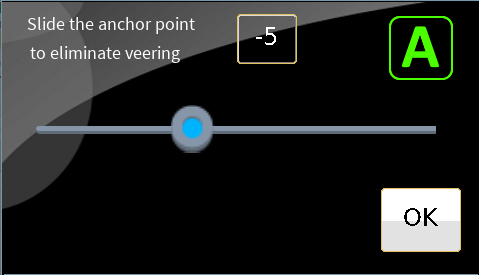 Slide the anchor point
to eliminate veering
-5
A
OK